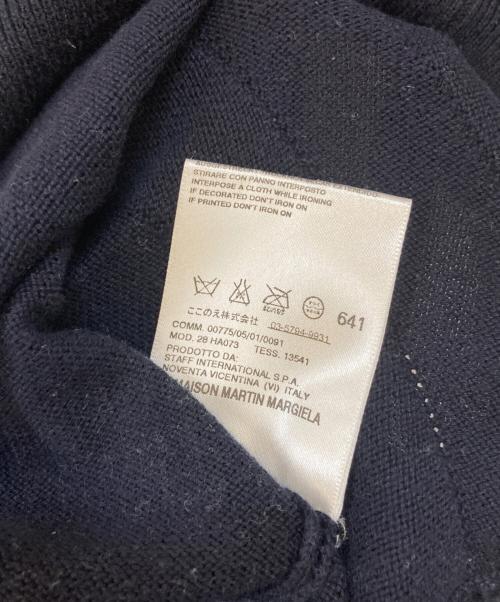 STIRARE CON PANNO INTERPOSTO
INTERPOSE A CLOTH WHILE IRONING
IF DECORATED DON'T IRON ON
IF PRINTED DON'T IRON ON
641
ここのえ株式会社 03-5794-9931
COMM. 00775/05/01/0091
MOD. 28 HA073 TESS. 13541
PRODOTTO DA:
STAFF INTERNATIONAL S.P.A.
NOVENTA VICENTINA (VI) ITALY
MAISON MARTIN MARGIELA